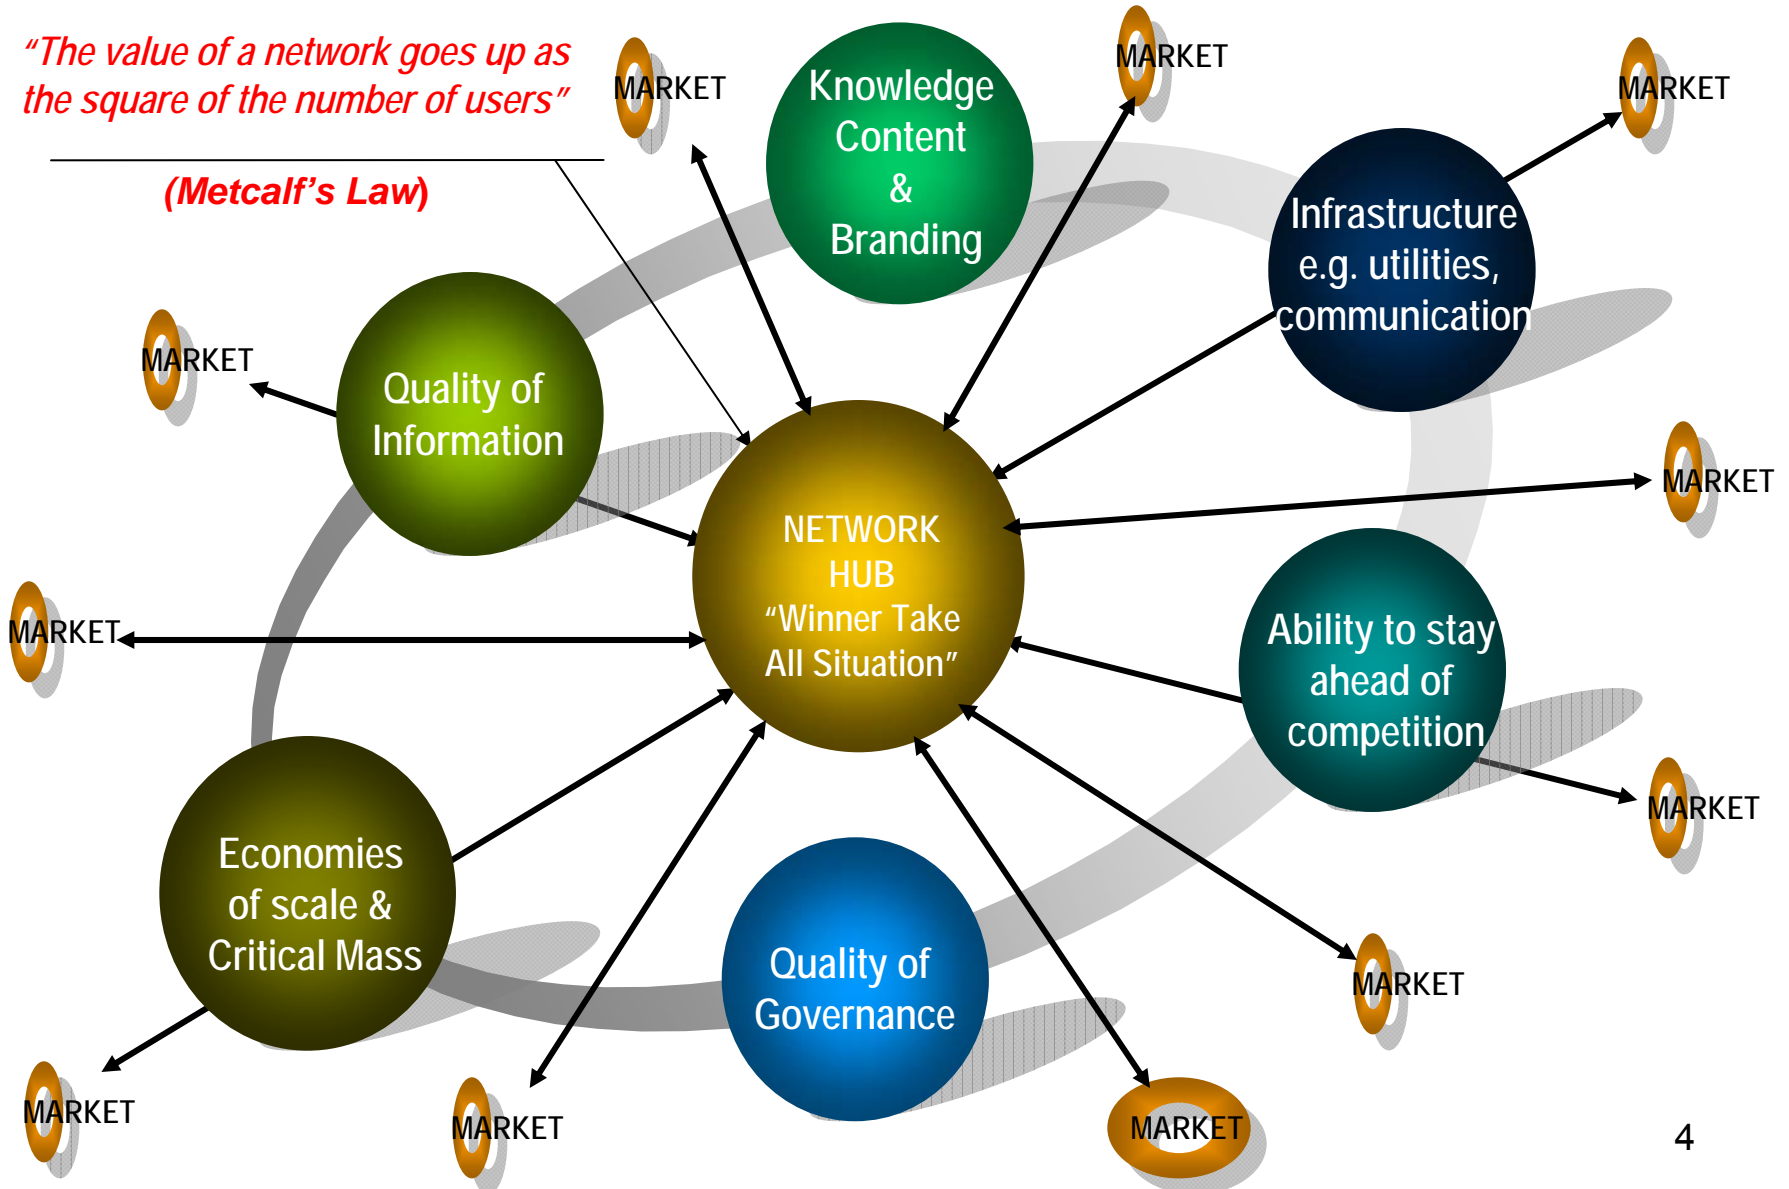 “The value of a network goes up as
the square of the number of users”
(Metcalf’s Law)
MARKET
MARKET
MARKET
Knowledge
Content
&
Branding
Infrastructure
e.g. utilities,
communication
MARKET
Quality of
Information
MARKET
NETWORK
HUB
“Winner Take
All Situation”
MARKET
Ability to stay
ahead of
competition
MARKET
Economies
of scale &
Critical Mass
Quality of
Governance
MARKET
MARKET
MARKET
MARKET
4